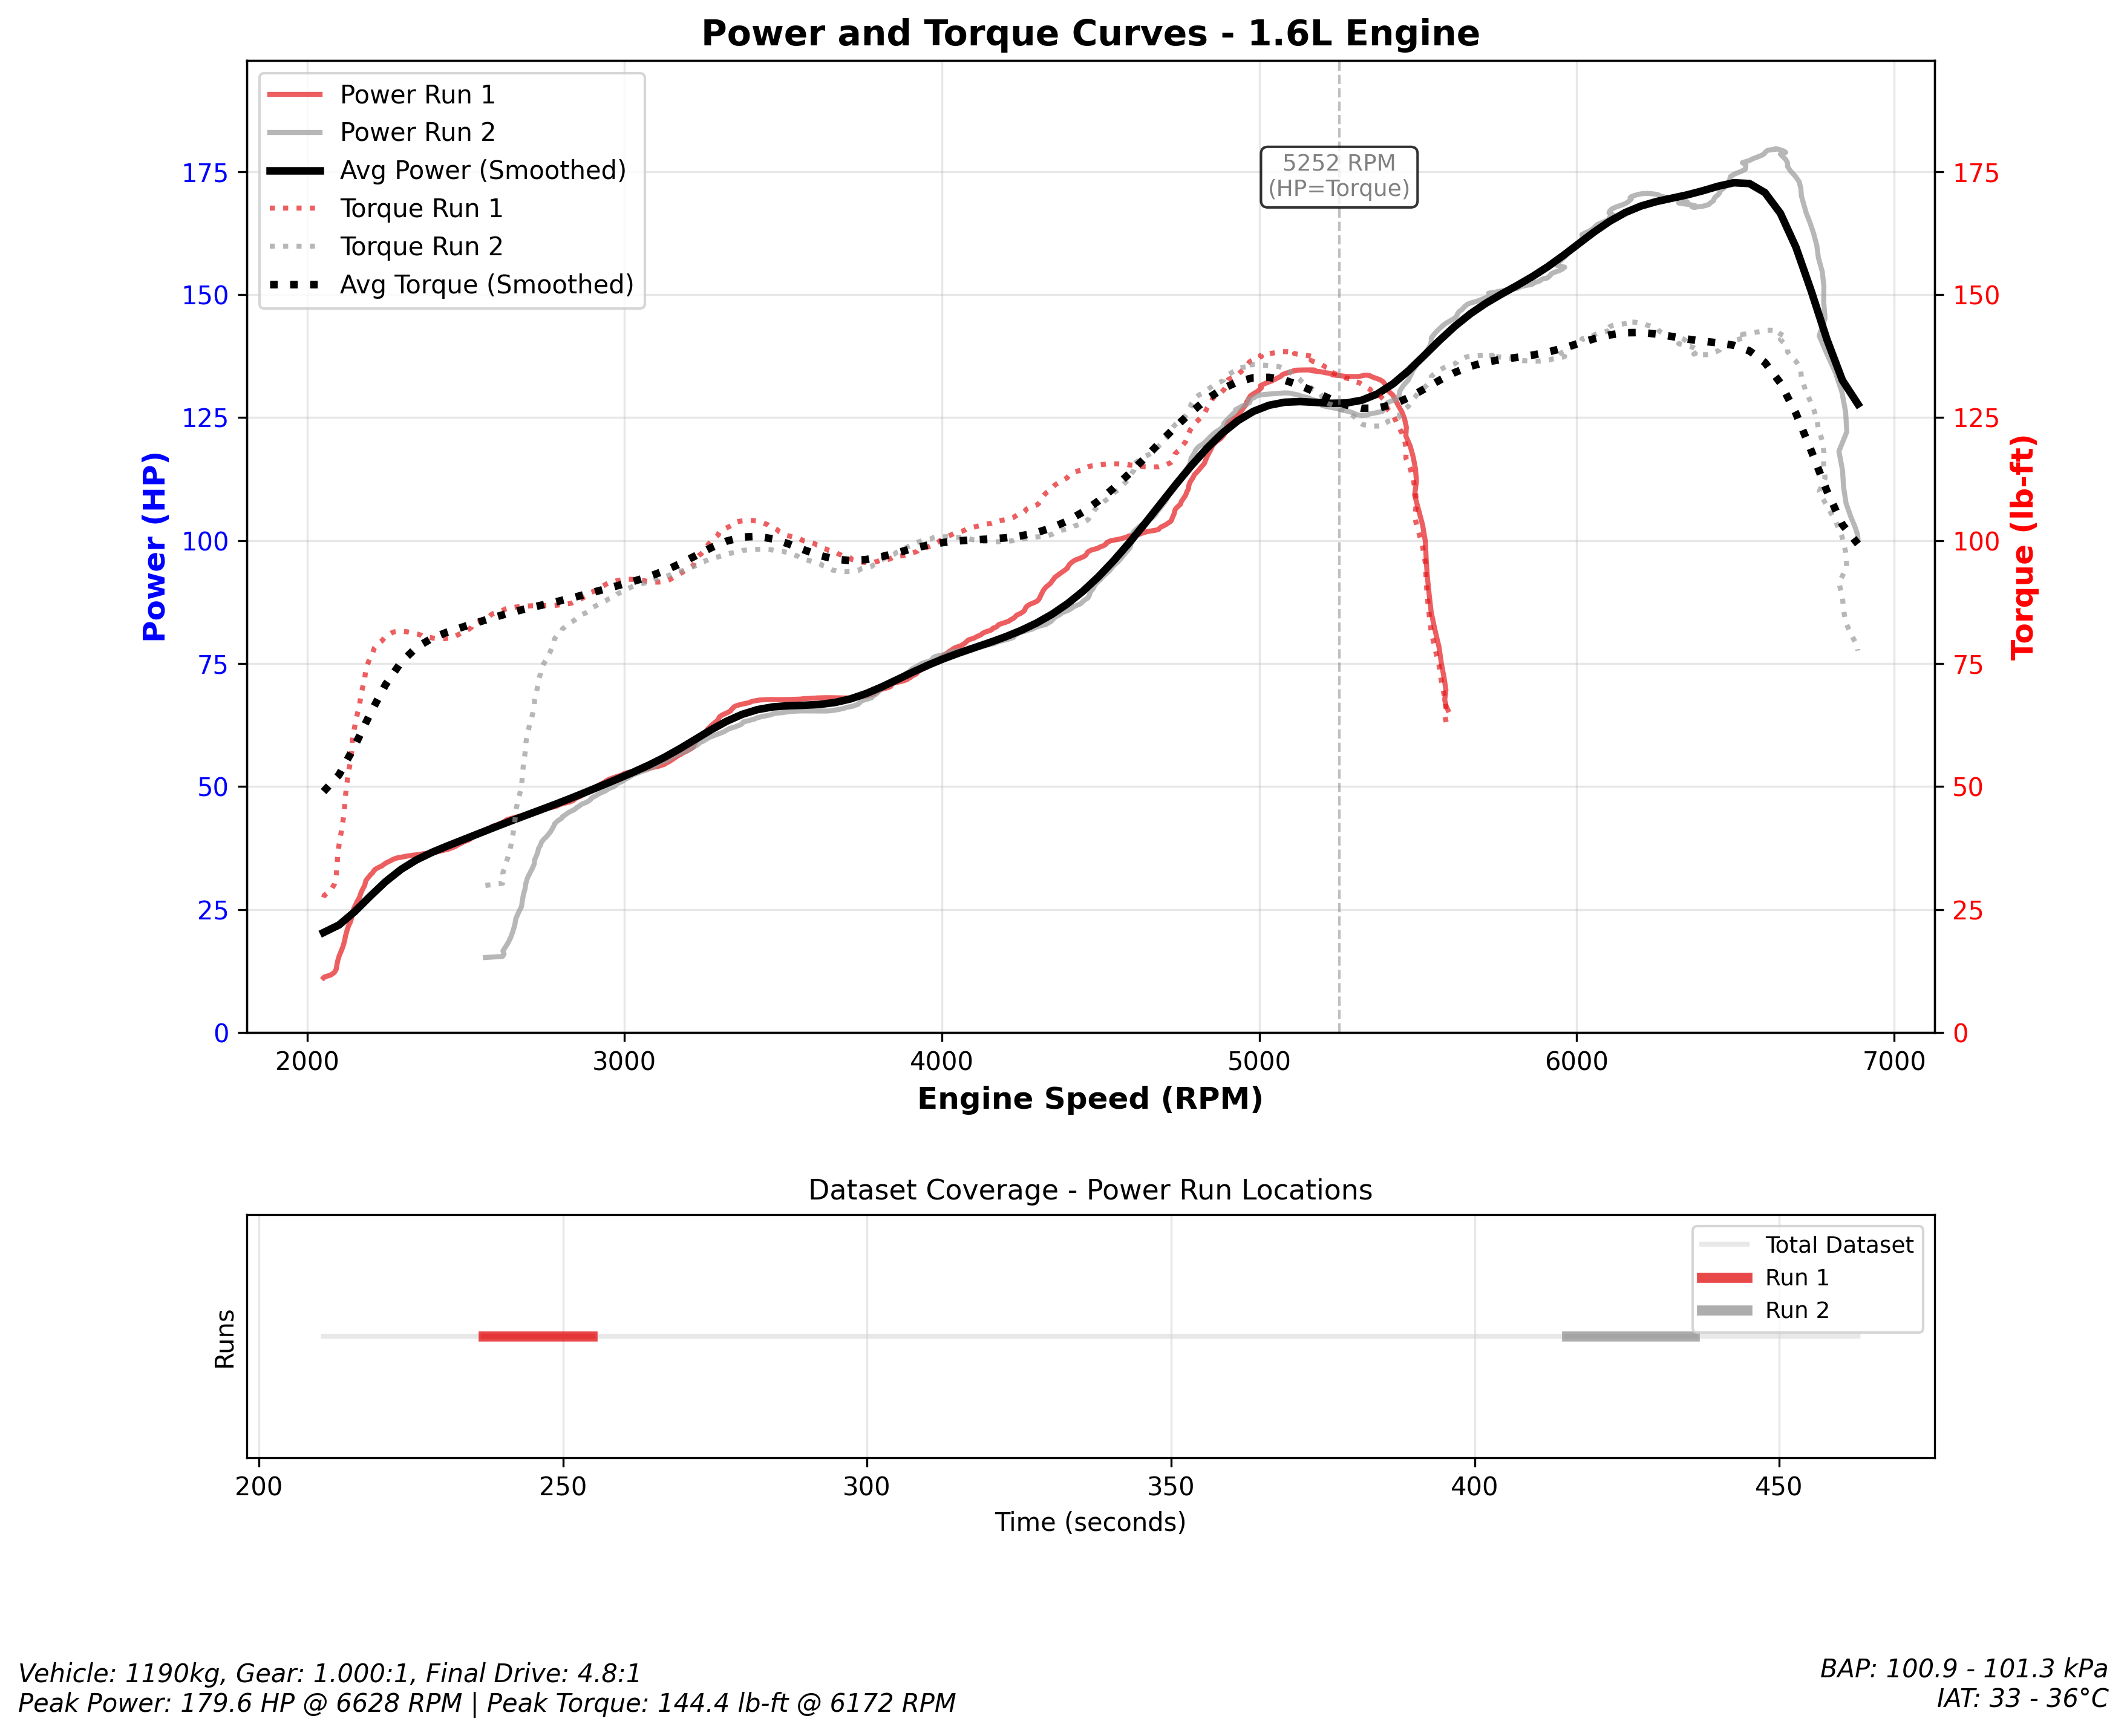 Power and Torque Curves - 1.6L Engine
Power Run 1
Power Run 2
Avg Power (Smoothed)
Torque Run 1
Torque Run 2
Avg Torque (Smoothed)
5252 RPM
(HP=Torque)
Power (HP)
175
150
125
100
75
50
25
0
Torque (lb-ft)
175
150
125
100
75
50
25
0
2000 3000 4000 5000 6000 7000
Engine Speed (RPM)
Dataset Coverage - Power Run Locations
Total Dataset
Run 1
Run 2
Runs
200 250 300 350 400 450
Time (seconds)
Vehicle: 1190kg, Gear: 1.000:1, Final Drive: 4.8:1
Peak Power: 179.6 HP @ 6628 RPM | Peak Torque: 144.4 lb-ft @ 6172 RPM
BAP: 100.9 - 101.3 kPa
IAT: 33 - 36°C